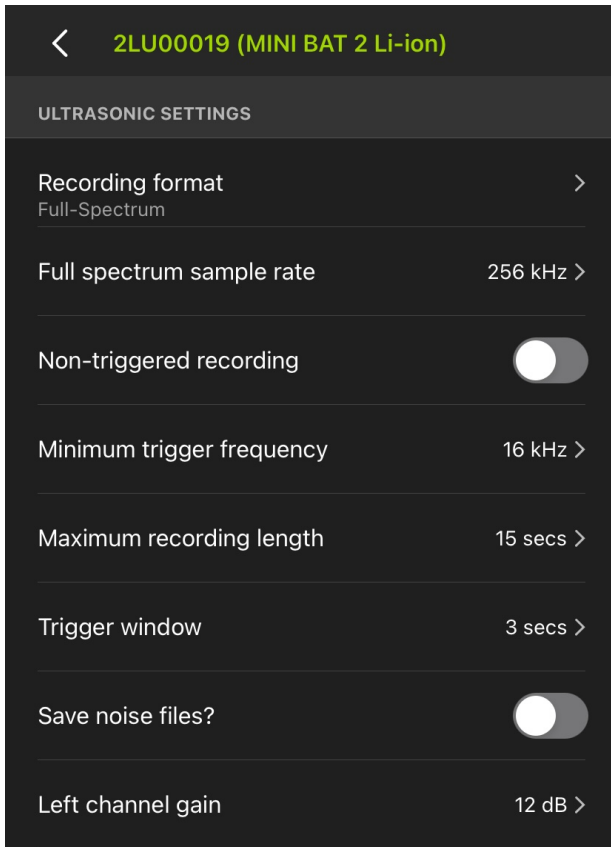 2LU00019 (MINI BAT 2 Li-ion)
ULTRASONIC SETTINGS
Recording format
Full-Spectrum
Full spectrum sample rate 256 kHz
Non-triggered recording
Minimum trigger frequency 16 kHz
Maximum recording length 15 secs
Trigger window 3 secs
Save noise files?
Left channel gain 12 dB